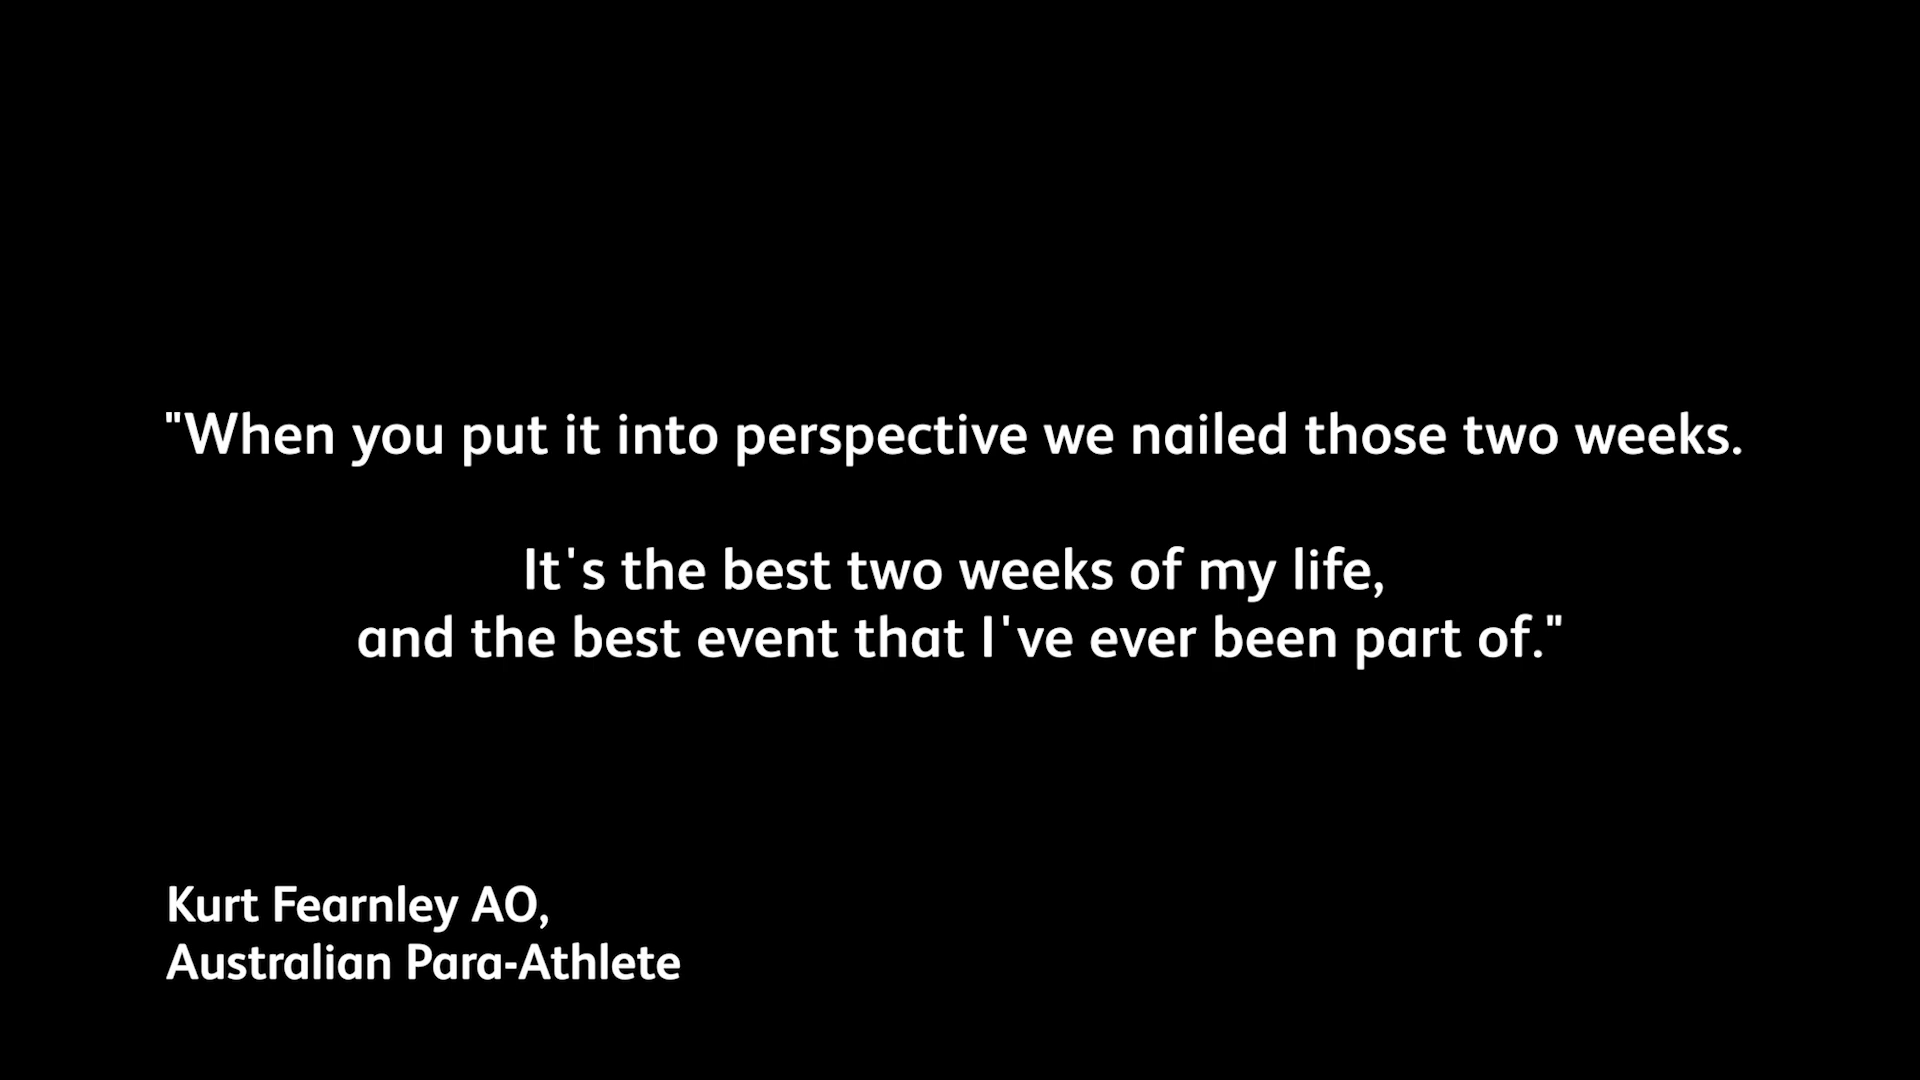 "When you put it into perspective we nailed those two weeks.
It's the best two weeks of my life,
and the best event that I've ever been part of."
Kurt Fearnley AO,
Australian Para-Athlete